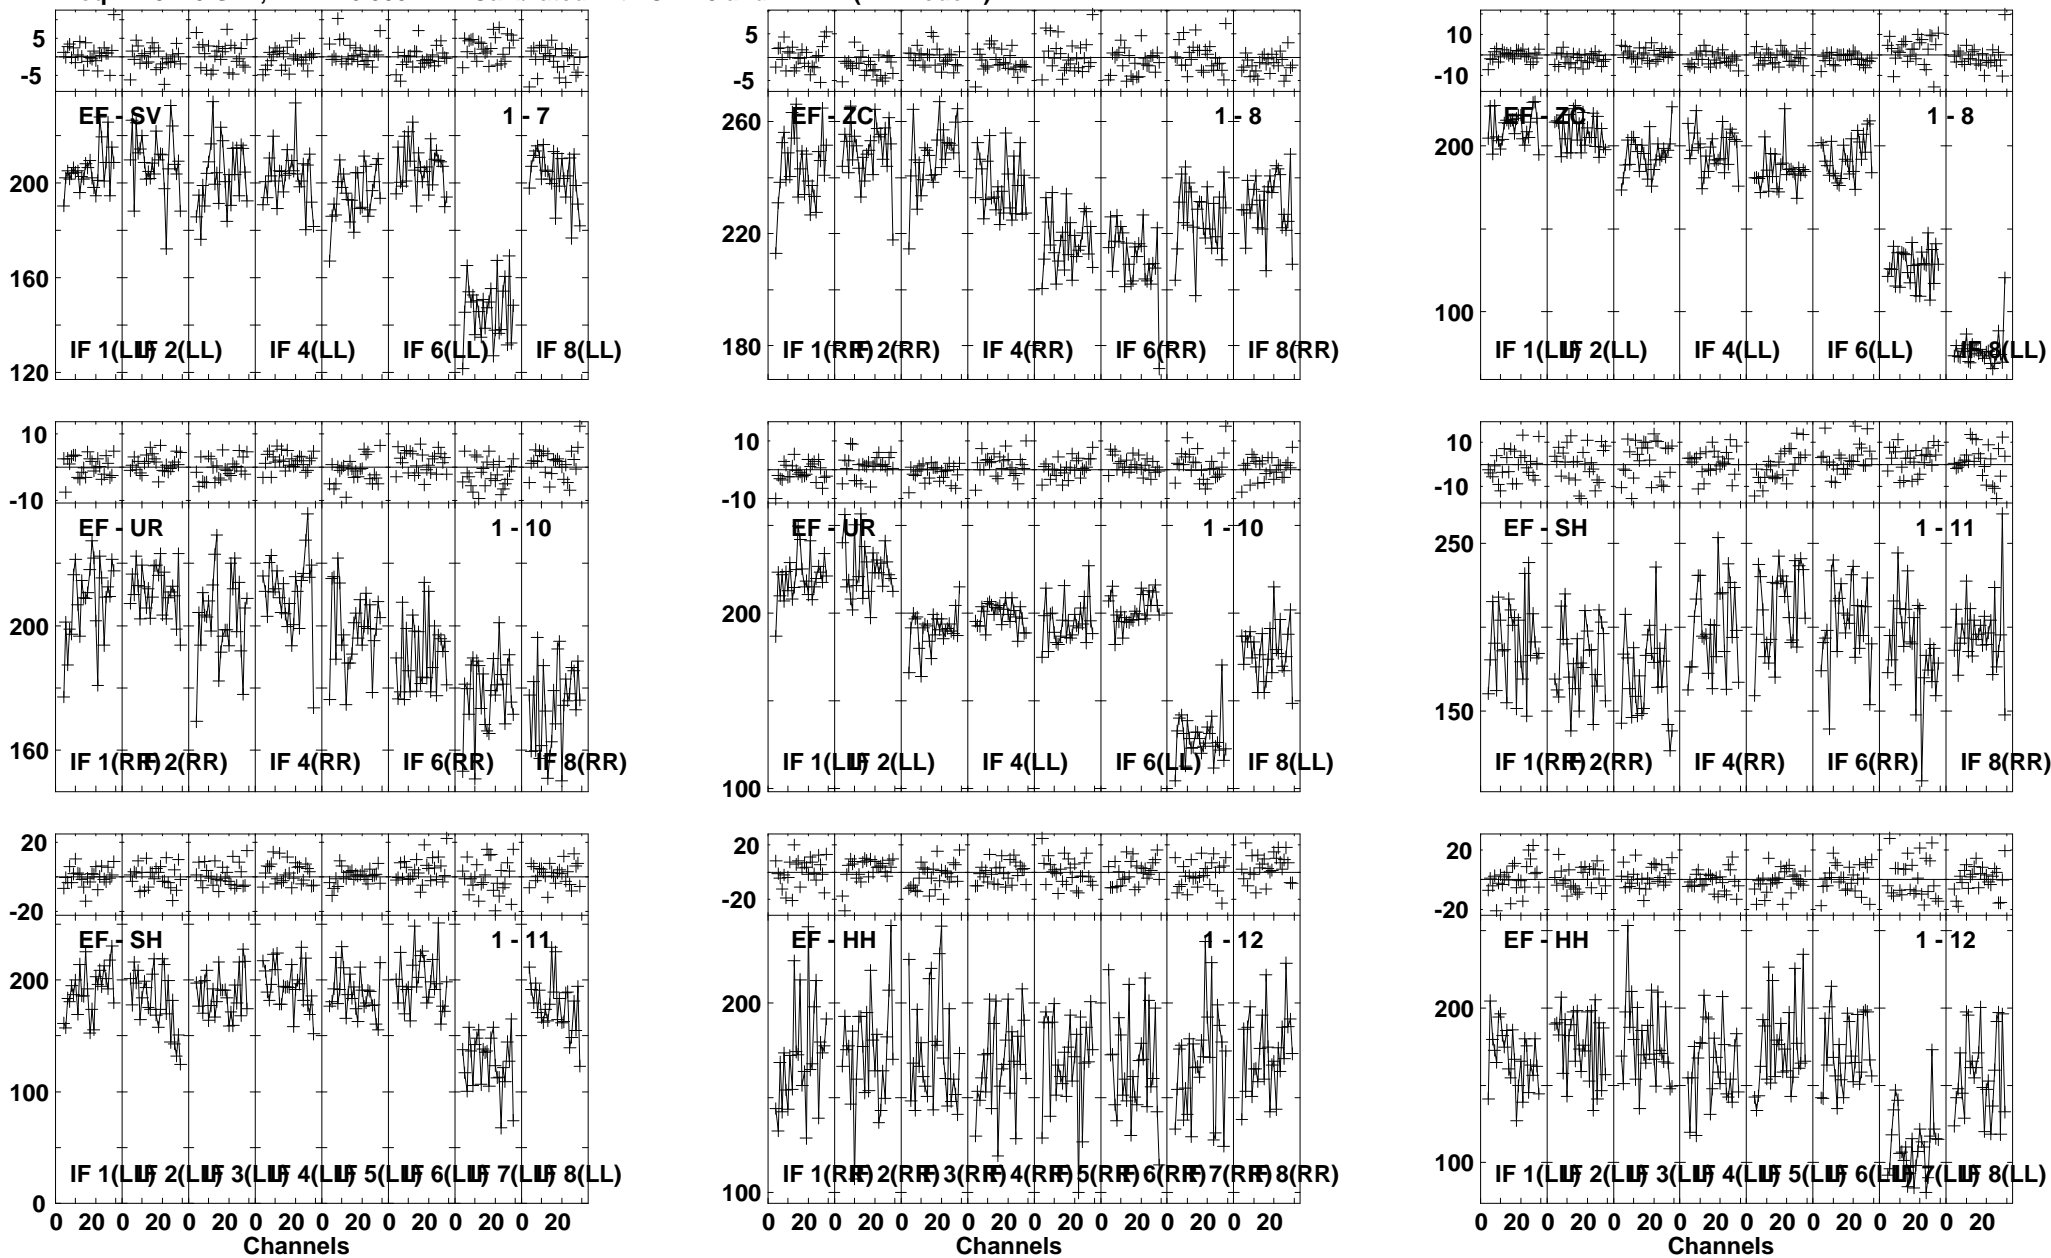 5
-5
EF - SV 1 - 7
200
160
120
IF 1(LL) IF 2(LL) IF 4(LL) IF 6(LL) IF 8(LL)
5
-5
EF - ZC 1 - 8
260
220
180
IF 1(RR) IF 2(RR) IF 4(RR) IF 6(RR) IF 8(RR)
10
-10
EF - ZC 1 - 8
200
100
IF 1(LL) IF 2(LL) IF 4(LL) IF 6(LL) IF 8(LL)
10
-10
EF - UR 1 - 10
200
160
IF 1(RR) IF 2(RR) IF 4(RR) IF 6(RR) IF 8(RR)
10
-10
EF - UR 1 - 10
200
100
IF 1(LL) IF 2(LL) IF 4(LL) IF 6(LL) IF 8(LL)
10
-10
EF - SH 1 - 11
250
150
IF 1(RR) IF 2(RR) IF 4(RR) IF 6(RR) IF 8(RR)
20
-20
EF - SH 1 - 11
200
100
0
IF 1(LL) IF 2(LL) IF 3(LL) IF 4(LL) IF 5(LL) IF 6(LL) IF 7(LL) IF 8(LL)
0 20 0 20 0 20 0 20 0 20 0 20 0 20 0 20
Channels
20
-20
EF - HH 1 - 12
200
100
IF 1(RR) IF 2(RR) IF 3(RR) IF 4(RR) IF 5(RR) IF 6(RR) IF 7(RR) IF 8(RR)
0 20 0 20 0 20 0 20 0 20 0 20 0 20 0 20
Channels
20
-20
EF - HH 1 - 12
200
100
IF 1(LL) IF 2(LL) IF 3(LL) IF 4(LL) IF 5(LL) IF 6(LL) IF 7(LL) IF 8(LL)
0 20 0 20 0 20 0 20 0 20 0 20 0 20 0 20
Channels